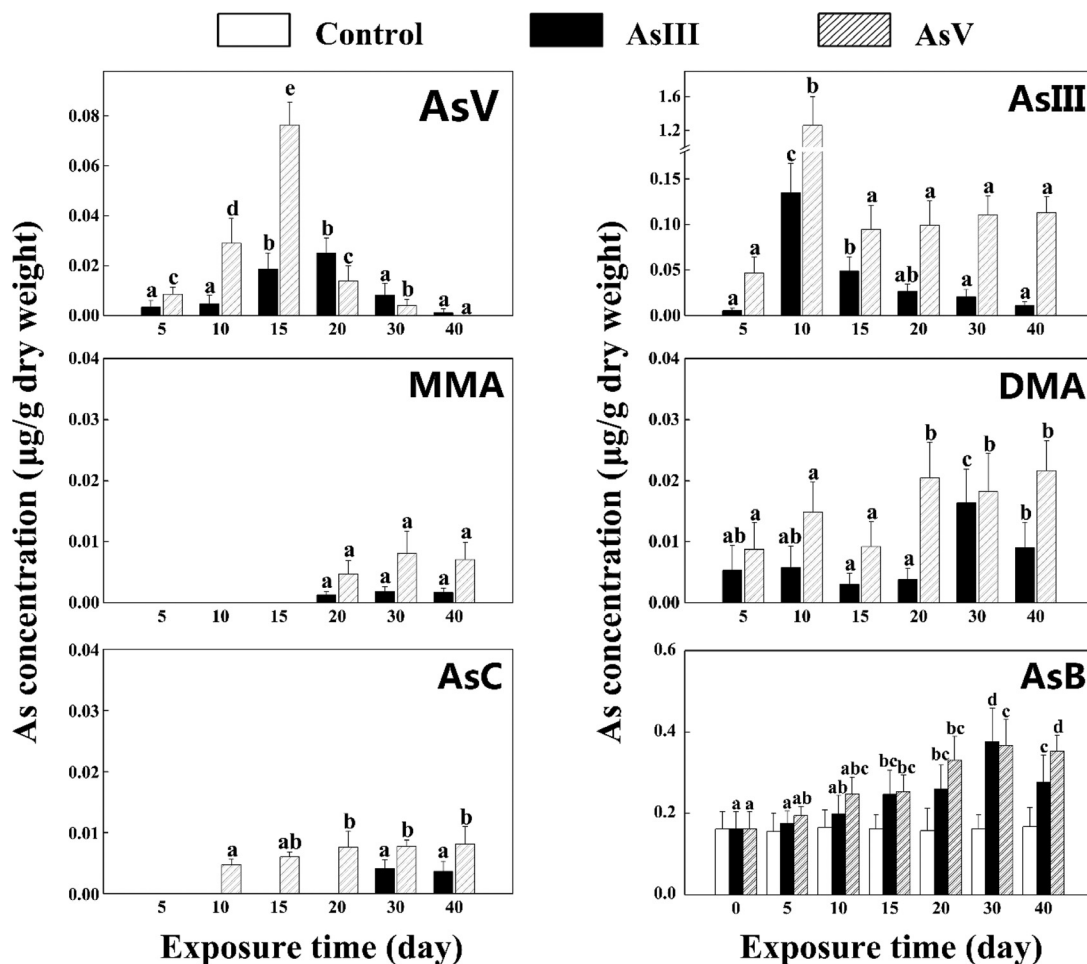 Control AsIII AsV
As concentration (µg/g dry weight)
AsV
0.08
0.06
0.04
0.02
0.00
a c a d b e b c a b a a
5 10 15 20 30 40
AsIII
1.6
1.2
0.15
0.10
0.05
0.00
a a c b b a ab a a a a a
5 10 15 20 30 40
MMA
0.04
0.03
0.02
0.01
0.00
a a a a a a
5 10 15 20 30 40
As concentration (µg/g dry weight)
DMA
0.04
0.03
0.02
0.01
0.00
ab a ab a a a a b c b b b
5 10 15 20 30 40
AsC
0.04
0.03
0.02
0.01
0.00
a ab b a b a b
5 10 15 20 30 40
Exposure time (day)
AsB
0.6
0.4
0.2
0.0
a a a ab ab abc bc bc bc bc d c c d
0 5 10 15 20 30 40
Exposure time (day)